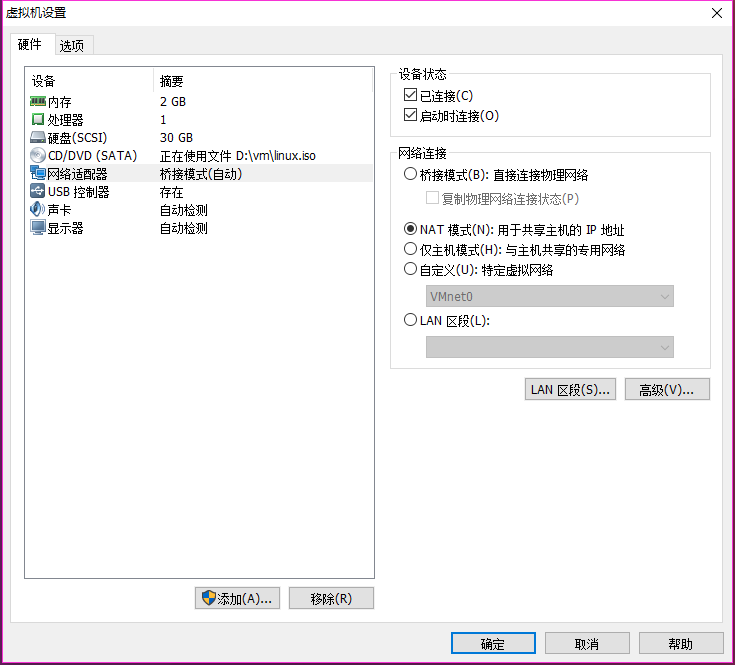 虚拟机设置
硬件 选项
设备 摘要
内存 2 GB
处理器 1
硬盘(SCSI) 30 GB
CD/DVD (SATA) 正在使用文件 D:\vm\linux.iso
网络适配器 桥接模式(自动)
USB 控制器 存在
声卡 自动检测
显示器 自动检测
添加(A)... 移除(R)
设备状态
已连接(C)
启动时连接(O)
网络连接
桥接模式(B): 直接连接物理网络
复制物理网络连接状态(P)
NAT 模式(N): 用于共享主机的 IP 地址
仅主机模式(H): 与主机共享的专用网络
自定义(U): 特定虚拟网络
VMnet0
LAN 区段(L):
LAN 区段(S)... 高级(V)...
确定 取消 帮助